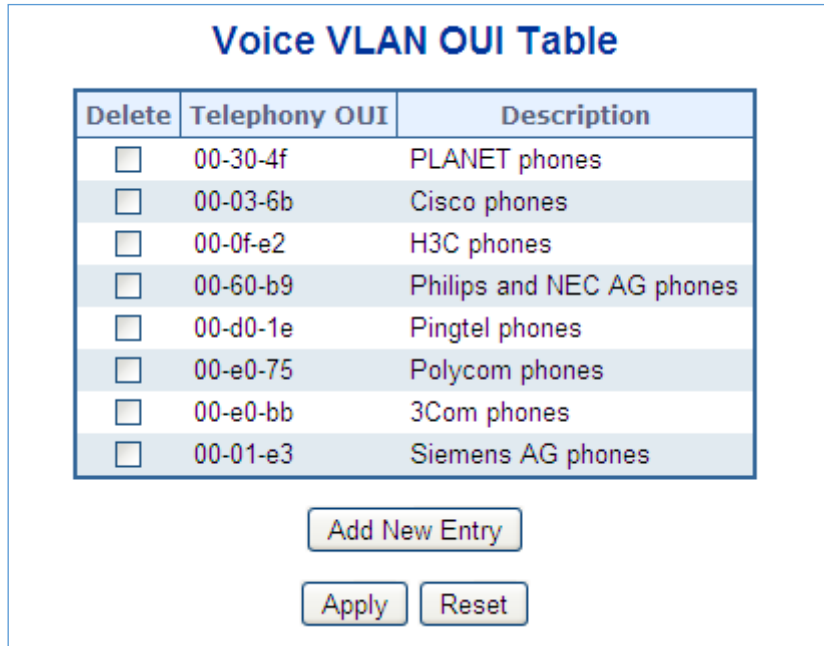 Voice VLAN OUI Table
Delete Telephony OUI Description
00-30-4f PLANET phones
00-03-6b Cisco phones
00-0f-e2 H3C phones
00-60-b9 Philips and NEC AG phones
00-d0-1e Pingtel phones
00-e0-75 Polycom phones
00-e0-bb 3Com phones
00-01-e3 Siemens AG phones
Add New Entry
Apply Reset